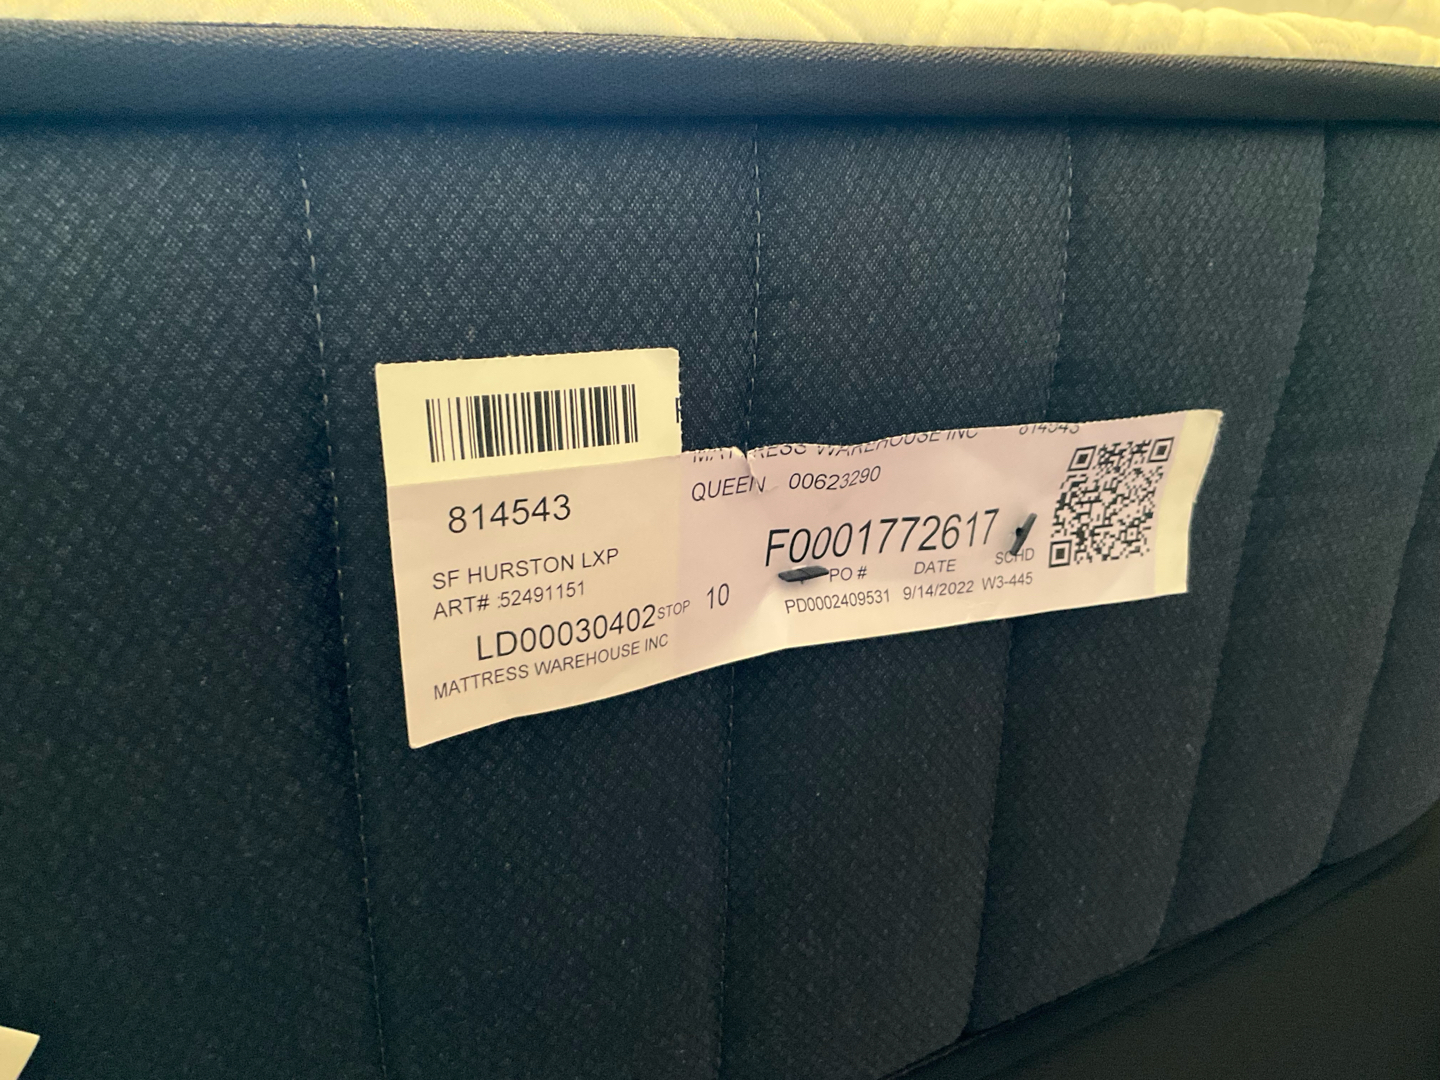 814543
SF HURSTON LXP
ART# :52491151
LD00030402 STOP 10
MATTRESS WAREHOUSE INC
MATTRESS WAREHOUSE INC 814543
QUEEN 00623290
F0001772617
PO # DATE SCHD
PD0002409531 9/14/2022 W3-445